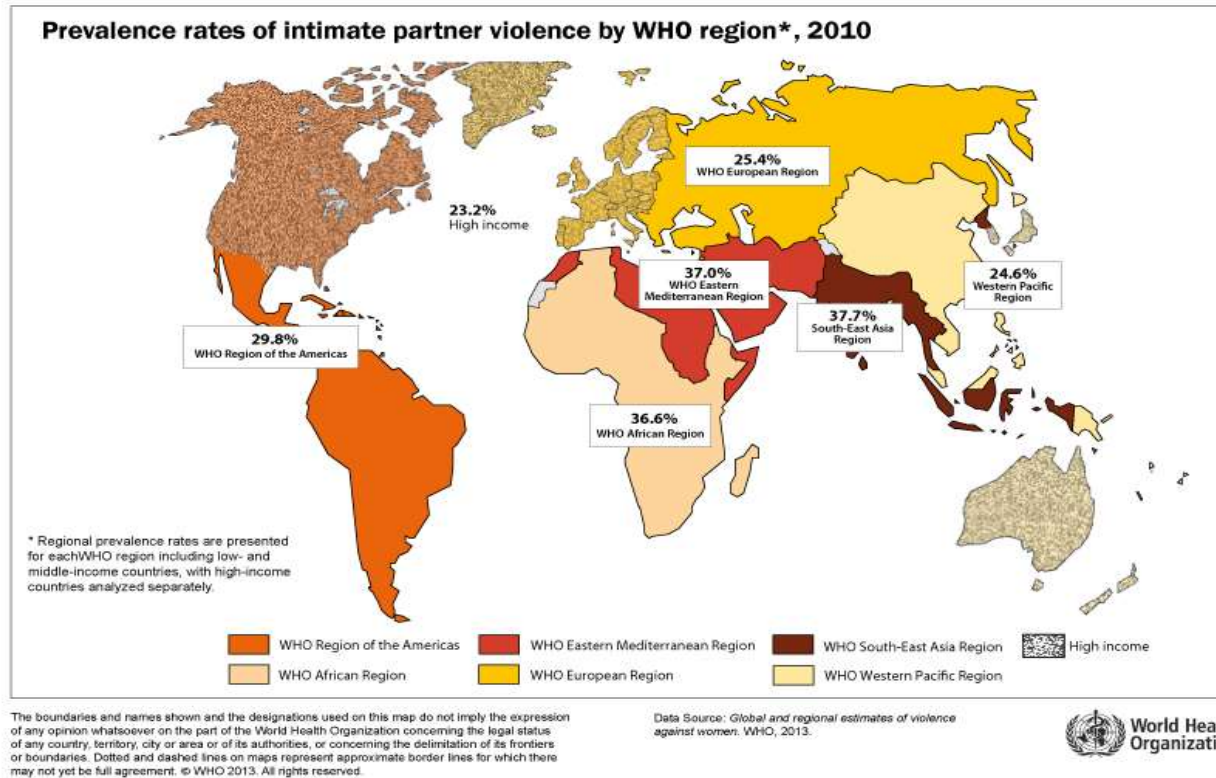 Prevalence rates of intimate partner violence by WHO region*, 2010
25.4%
WHO European Region
23.2%
High income
37.0%
WHO Eastern
Mediterranean Region
24.6%
Western Pacific
Region
37.7%
South-East Asia
Region
29.8%
WHO Region of the Americas
36.6%
WHO African Region
* Regional prevalence rates are presented
for eachWHO region including low- and
middle-income countries, with high-income
countries analyzed separately.
WHO Region of the Americas
WHO Eastern Mediterranean Region
WHO South-East Asia Region
High income
WHO African Region
WHO European Region
WHO Western Pacific Region
The boundaries and names shown and the designations used on this map do not imply the expression
of any opinion whatsoever on the part of the World Health Organization concerning the legal status
of any country, territory, city or area or of its authorities, or concerning the delimitation of its frontiers
or boundaries. Dotted and dashed lines on maps represent approximate border lines for which there
may not yet be full agreement. © WHO 2013. All rights reserved.
Data Source: Global and regional estimates of violence
against women. WHO, 2013.
World Hea
Organizati